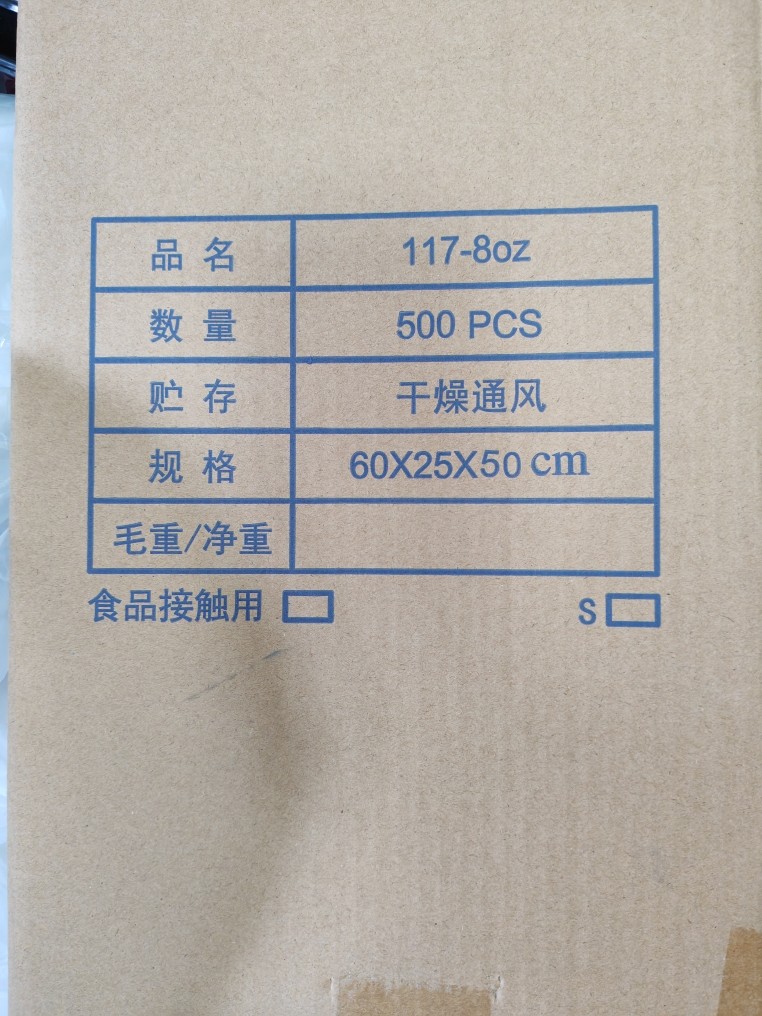 品名 117-8oz
数量 500 PCS
贮存 干燥通风
规格 60X25X50 cm
毛重/净重
食品接触用 S